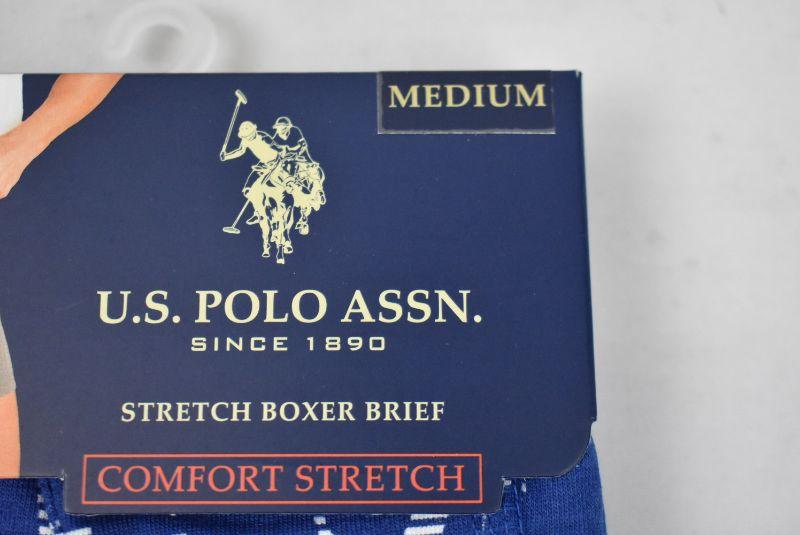 MEDIUM
U.S. POLO ASSN.
SINCE 1890
STRETCH BOXER BRIEF
COMFORT STRETCH